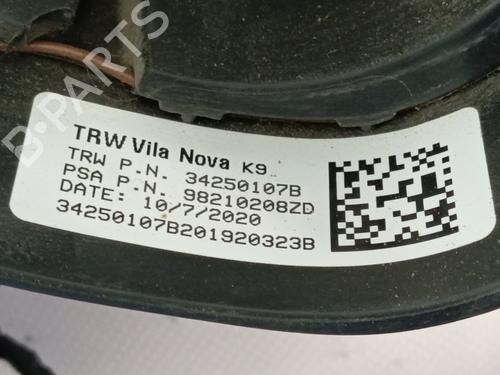 B-PARTS
TRW Vila Nova K9
TRW P.N. 34250107B
PSA P.N. 98210208ZD
DATE: 10/7/2020
34250107B201920323B